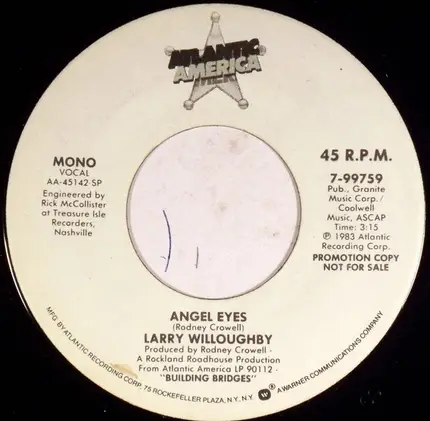 ATLANTIC
AMERICA
MONO
VOCAL
AA-45142-SP
Engineered by
Rick McCollister
at Treasure Isle
Recorders,
Nashville
45 R.P.M.
7-99759
Pub., Granite
Music Corp./
Coolwell
Music, ASCAP
Time: 3:15
℗ 1983 Atlantic
Recording Corp.
PROMOTION COPY
NOT FOR SALE
ANGEL EYES
(Rodney Crowell)
LARRY WILLOUGHBY
Produced by Rodney Crowell -
A Rockland Roadhouse Production
From Atlantic America LP 90112 -
"BUILDING BRIDGES"
MFG. BY ATLANTIC RECORDING CORP., 75 ROCKEFELLER PLAZA, N.Y., N.Y. W ® A WARNER COMMUNICATIONS COMPANY